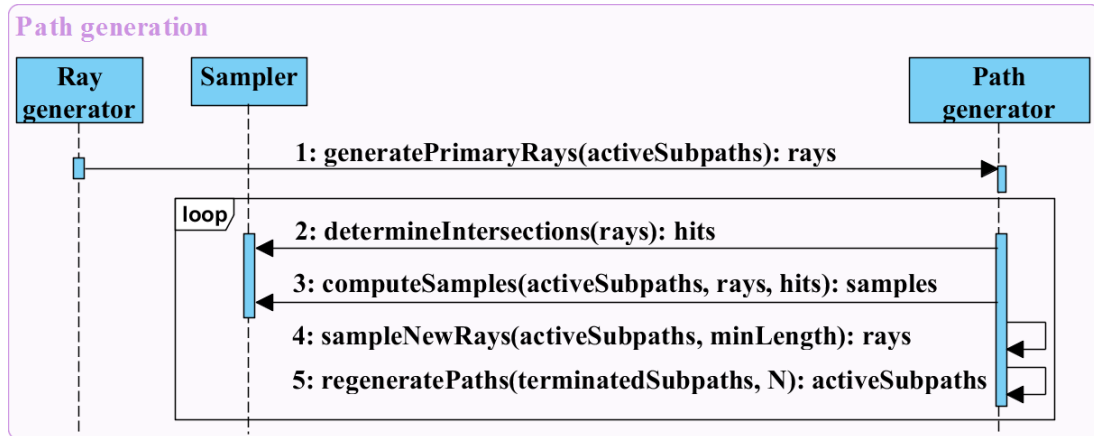 Path generation
Ray
generator
Sampler
Path
generator
1: generatePrimaryRays(activeSubpaths): rays
loop
2: determineIntersections(rays): hits
3: computeSamples(activeSubpaths, rays, hits): samples
4: sampleNewRays(activeSubpaths, minLength): rays
5: regeneratePaths(terminatedSubpaths, N): activeSubpaths